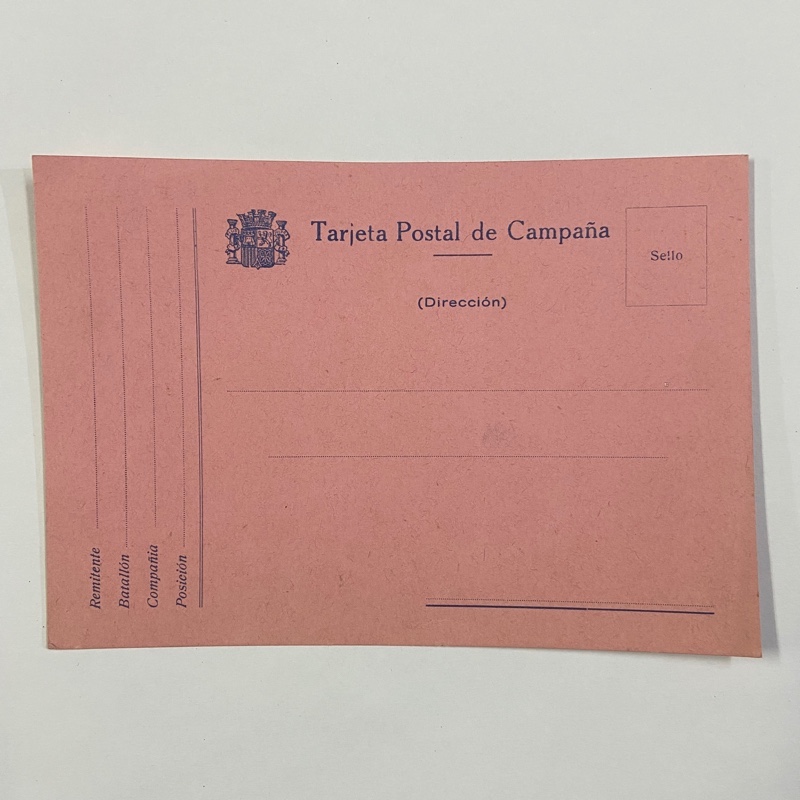 Tarjeta Postal de Campaña
Sello
(Dirección)
Remitente
Batallón
Compañía
Posición